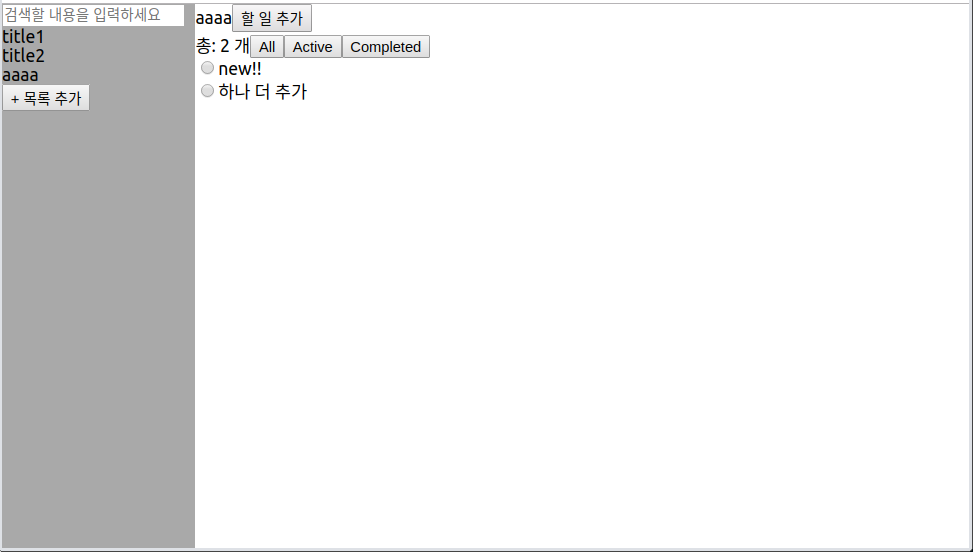 검색할 내용을 입력하세요
title1
title2
aaaa
+ 목록 추가
aaaa 할 일 추가
총: 2 개 All Active Completed
new!!
하나 더 추가